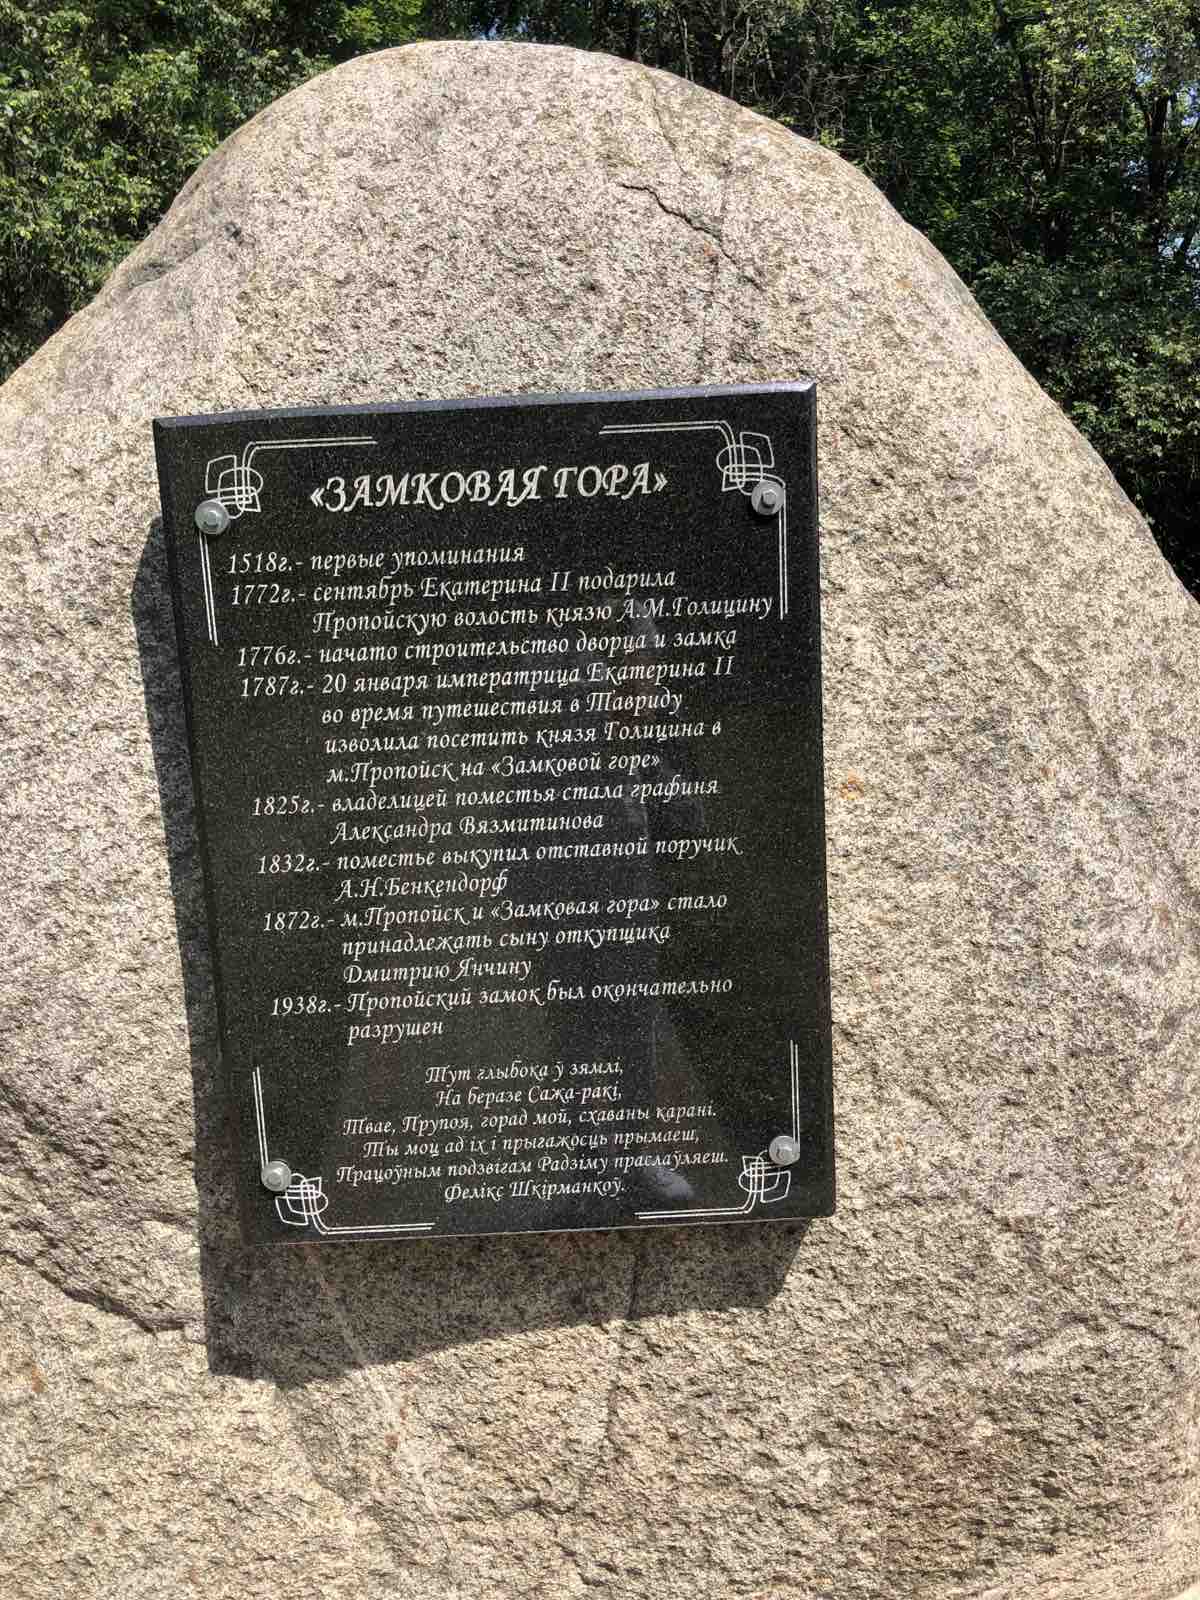 «ЗАМКОВАЯ ГОРА»
1518г.- первые упоминания
1772г.- сентябрь Екатерина II подарила
Пропойскую волость князю А.М.Голицину
1776г.- начато строительство дворца и замка
1787г.- 20 января императрица Екатерина II
во время путешествия в Тавриду
изволила посетить князя Голицина в
м.Пропойск на «Замковой горе»
1825г.- владелицей поместья стала графиня
Александра Вязмитинова
1832г.- поместье выкупил отставной поручик
А.Н.Бенкендорф
1872г.- м.Пропойск и «Замковая гора» стало
принадлежать сыну откупщика
Дмитрию Янчину
1938г.- Пропойский замок был окончательно
разрушен
Тут глыбока ў зямлі,
На беразе Сажа-ракі,
Твае, Прупоя, горад мой, схаваны карані.
Ты моц ад іх і прыгажосць прымаеш,
Працоўным подзвігам Радзіму праслаўляеш.
Фелікс Шкірманкоў.